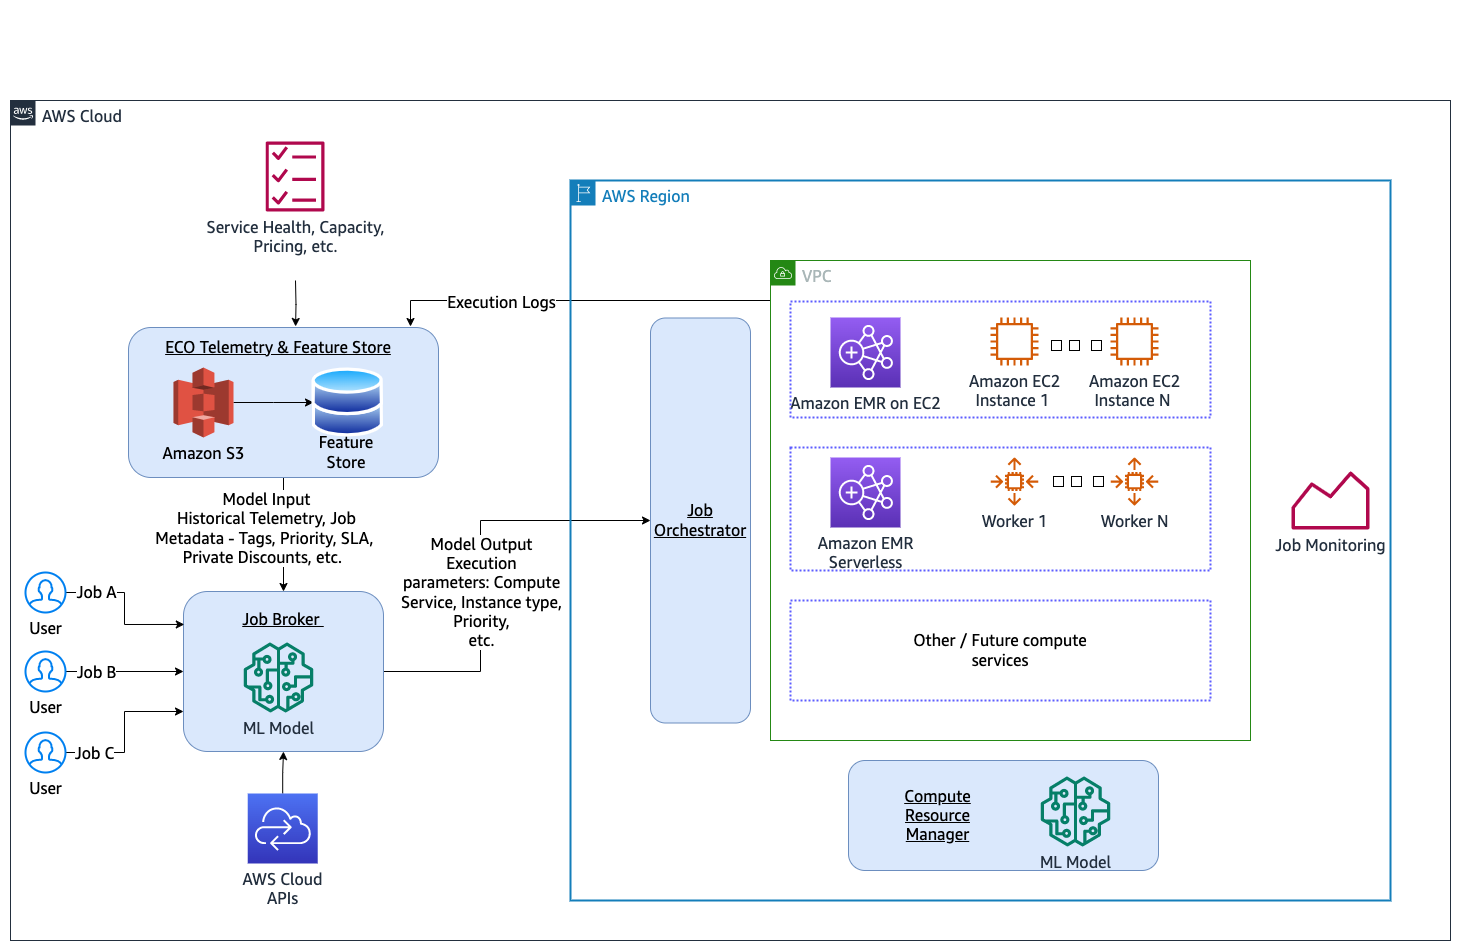 aws
AWS Cloud
Service Health, Capacity,
Pricing, etc.
AWS Region
VPC
Execution Logs
ECO Telemetry & Feature Store
Amazon S3
Feature
Store
Model Input
Historical Telemetry, Job
Metadata - Tags, Priority, SLA,
Private Discounts, etc.
Job A
User
Job B
User
Job C
User
Job Broker
ML Model
AWS Cloud
APIs
Model Output
Execution
parameters: Compute
Service, Instance type,
Priority,
etc.
Job
Orchestrator
Amazon EMR on EC2
Amazon EC2
Instance 1
Amazon EC2
Instance N
Amazon EMR
Serverless
Worker 1
Worker N
Other / Future compute
services
Job Monitoring
Compute
Resource
Manager
ML Model